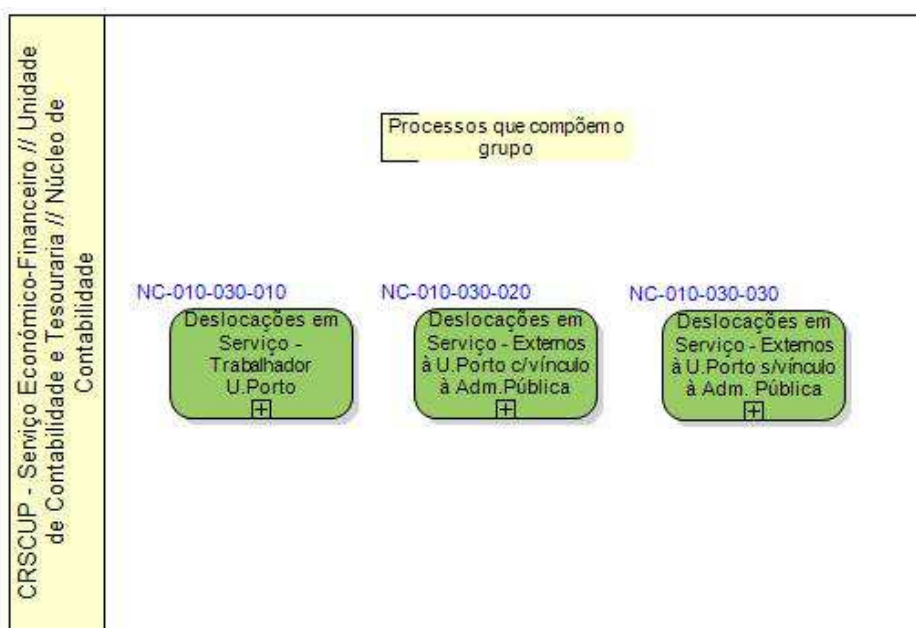 CRSCUP - Serviço Económico-Financeiro // Unidade
de Contabilidade e Tesouraria // Núcleo de
Contabilidade
Processos que compõem o
grupo
NC-010-030-010
Deslocações em
Serviço -
Trabalhador
U.Porto
NC-010-030-020
Deslocações em
Serviço - Externos
à U.Porto c/vínculo
à Adm.Pública
NC-010-030-030
Deslocações em
Serviço - Externos
à U.Porto s/vínculo
à Adm. Pública